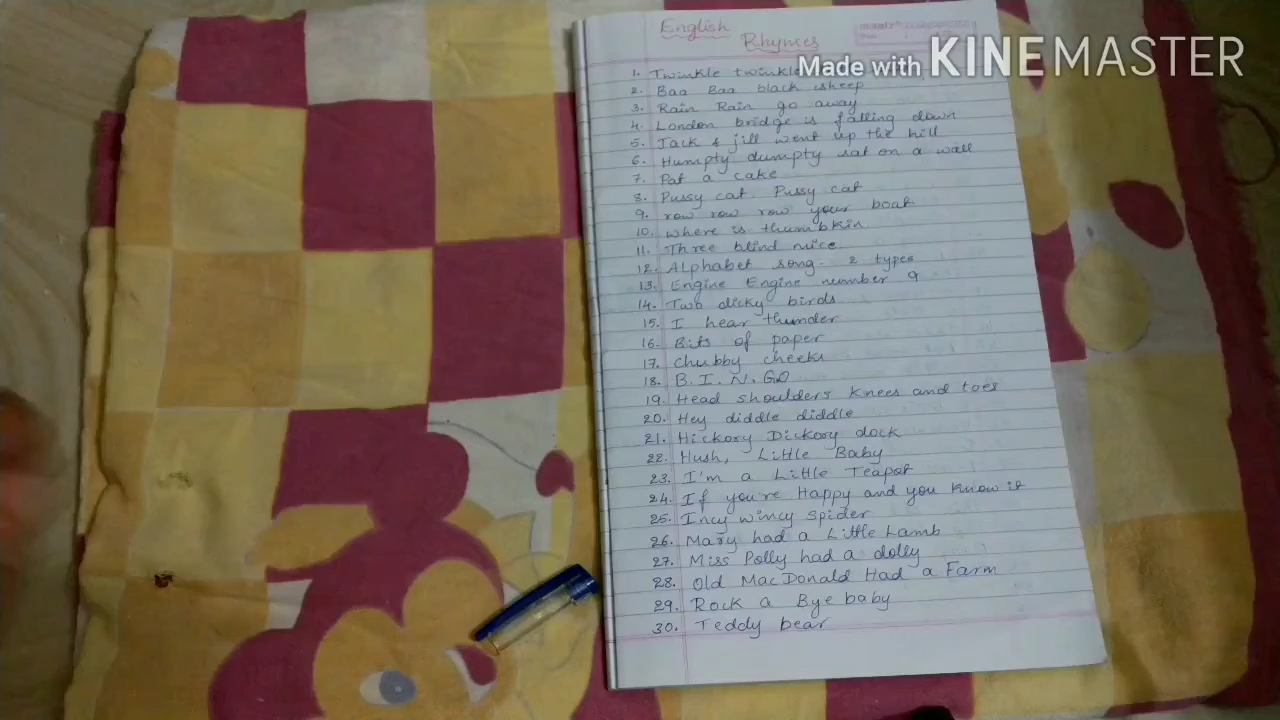 English
Rhymes
Made with KINEMASTER
1. Twinkle twinkle
2. Baa Baa black sheep
3. Rain Rain go away
4. London bridge is falling down
5. Jack & jill went up the hill
6. Humpty dumpty sat on a wall
7. Pat a cake
8. Pussy cat Pussy cat
9. row row row your boat
10. where is thumbkin
11. Three blind mice
12. Alphabet song. 2 types
13. Engine Engine number 9
14. Two dicky birds
15. I hear thunder
16. Bits of paper
17. Chubby cheeks
18. B.I.N.GO
19. Head shoulders knees and toes
20. Hey diddle diddle
21. Hickory Dickory dock
22. Hush, Little Baby
23. I'm a Little Teapot
24. If you're Happy and you know it
25. Incy wincy spider
26. Mary had a Little Lamb
27. Miss Polly had a dolly
28. Old MacDonald Had a Farm
29. Rock a Bye baby
30. Teddy bear